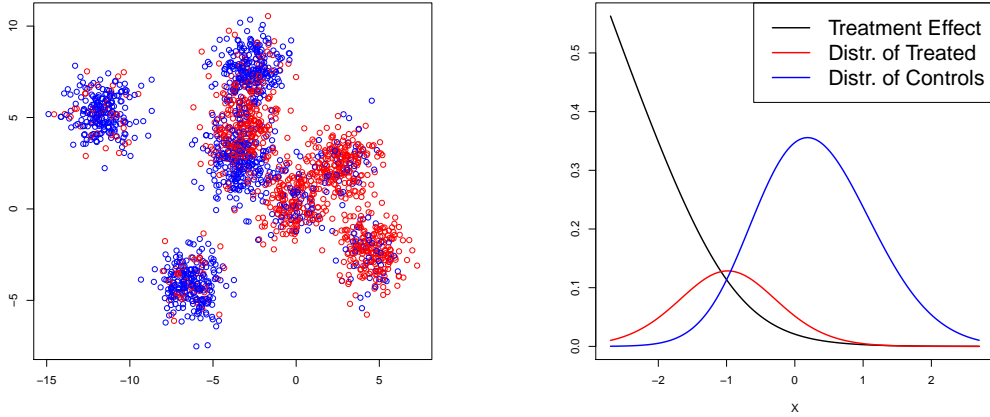 10
5
0
−5
−15 −10 −5 0 5
Treatment Effect
Distr. of Treated
Distr. of Controls
0.5
0.4
0.3
0.2
0.1
0.0
−2 −1 0 1 2
X